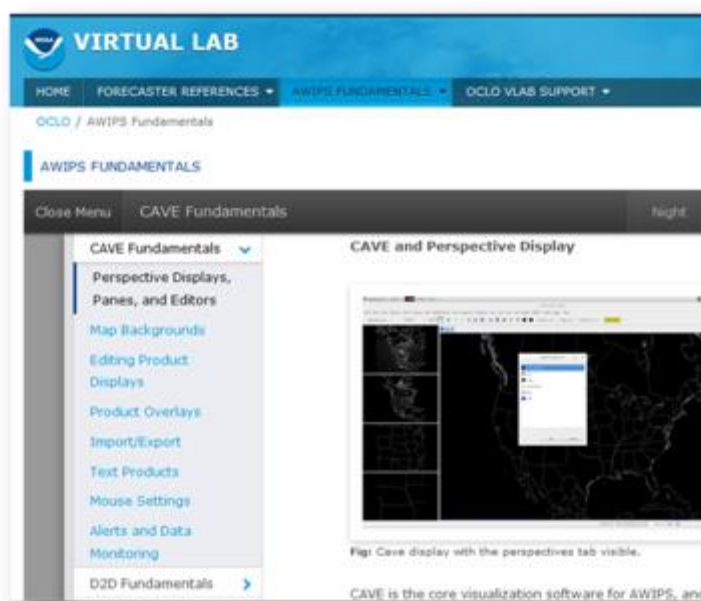 NOAA
VIRTUAL LAB
HOME FORECASTER REFERENCES AWIPS FUNDAMENTALS OCLO VLAB SUPPORT
OCLO / AWIPS Fundamentals
AWIPS FUNDAMENTALS
Close Menu CAVE Fundamentals Night
CAVE Fundamentals
Perspective Displays,
Panes, and Editors
Map Backgrounds
Editing Product
Displays
Product Overlays
Import/Export
Text Products
Mouse Settings
Alerts and Data
Monitoring
D2D Fundamentals
CAVE and Perspective Display
Fig: Cave display with the perspectives tab visible.
CAVE is the core visualization software for AWIPS, and